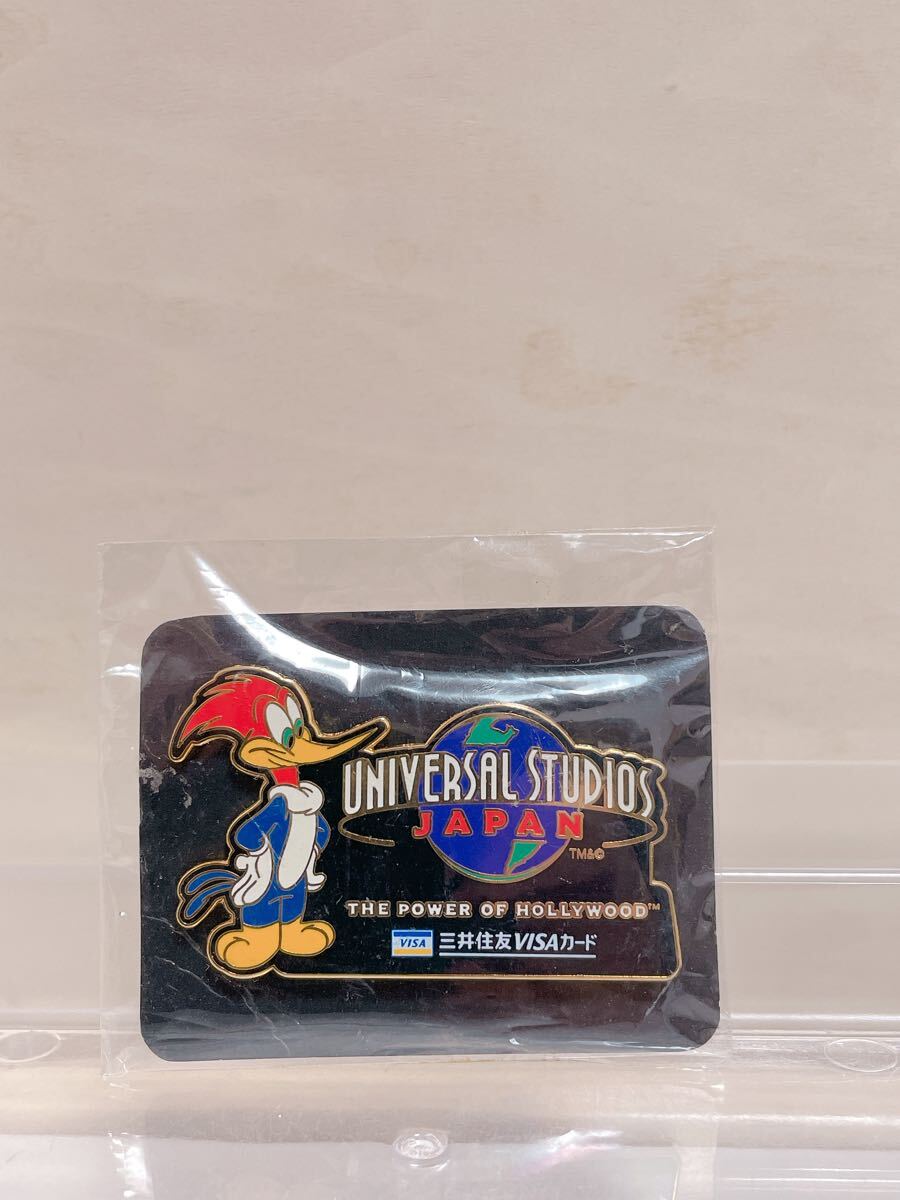 UNIVERSAL STUDIOS
JAPAN
TM&©
THE POWER OF HOLLYWOOD™
VISA 三井住友VISAカード